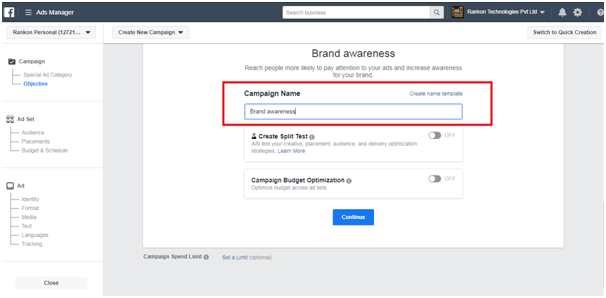 Ads Manager
Search business
Rankon Technologies Pvt Ltd
Rankon Personal (12721...
Create New Campaign
Switch to Quick Creation
Campaign
Special Ad Category
Objective
Ad Set
Audience
Placements
Budget & Schedule
Ad
Identity
Format
Media
Text
Languages
Tracking
Close
Brand awareness
Reach people more likely to pay attention to your ads and increase awareness
for your brand.
Campaign Name
Create name template
Brand awareness
Create Split Test
OFF
A/B test your creative, placement, audience, and delivery optimization
strategies. Learn More
Campaign Budget Optimization
OFF
Optimize budget across ad sets
Continue
Campaign Spend Limit
Set a Limit (optional)